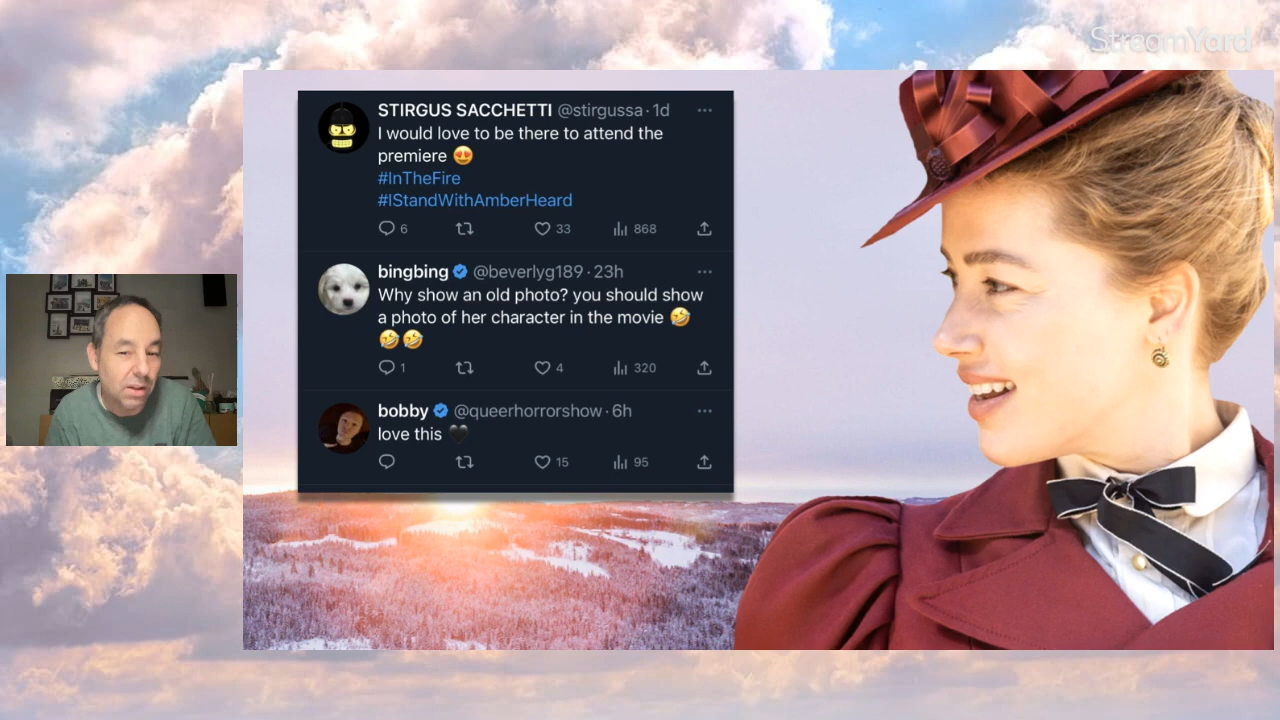 StreamYard
STIRGUS SACCHETTI @stirgussa · 1d
I would love to be there to attend the
premiere 😍
#InTheFire
#IStandWithAmberHeard
6 33 868
bingbing @beverlyg189 · 23h
Why show an old photo? you should show
a photo of her character in the movie 🤣
🤣🤣
1 4 320
bobby @queerhorrorshow · 6h
love this 🖤
15 95